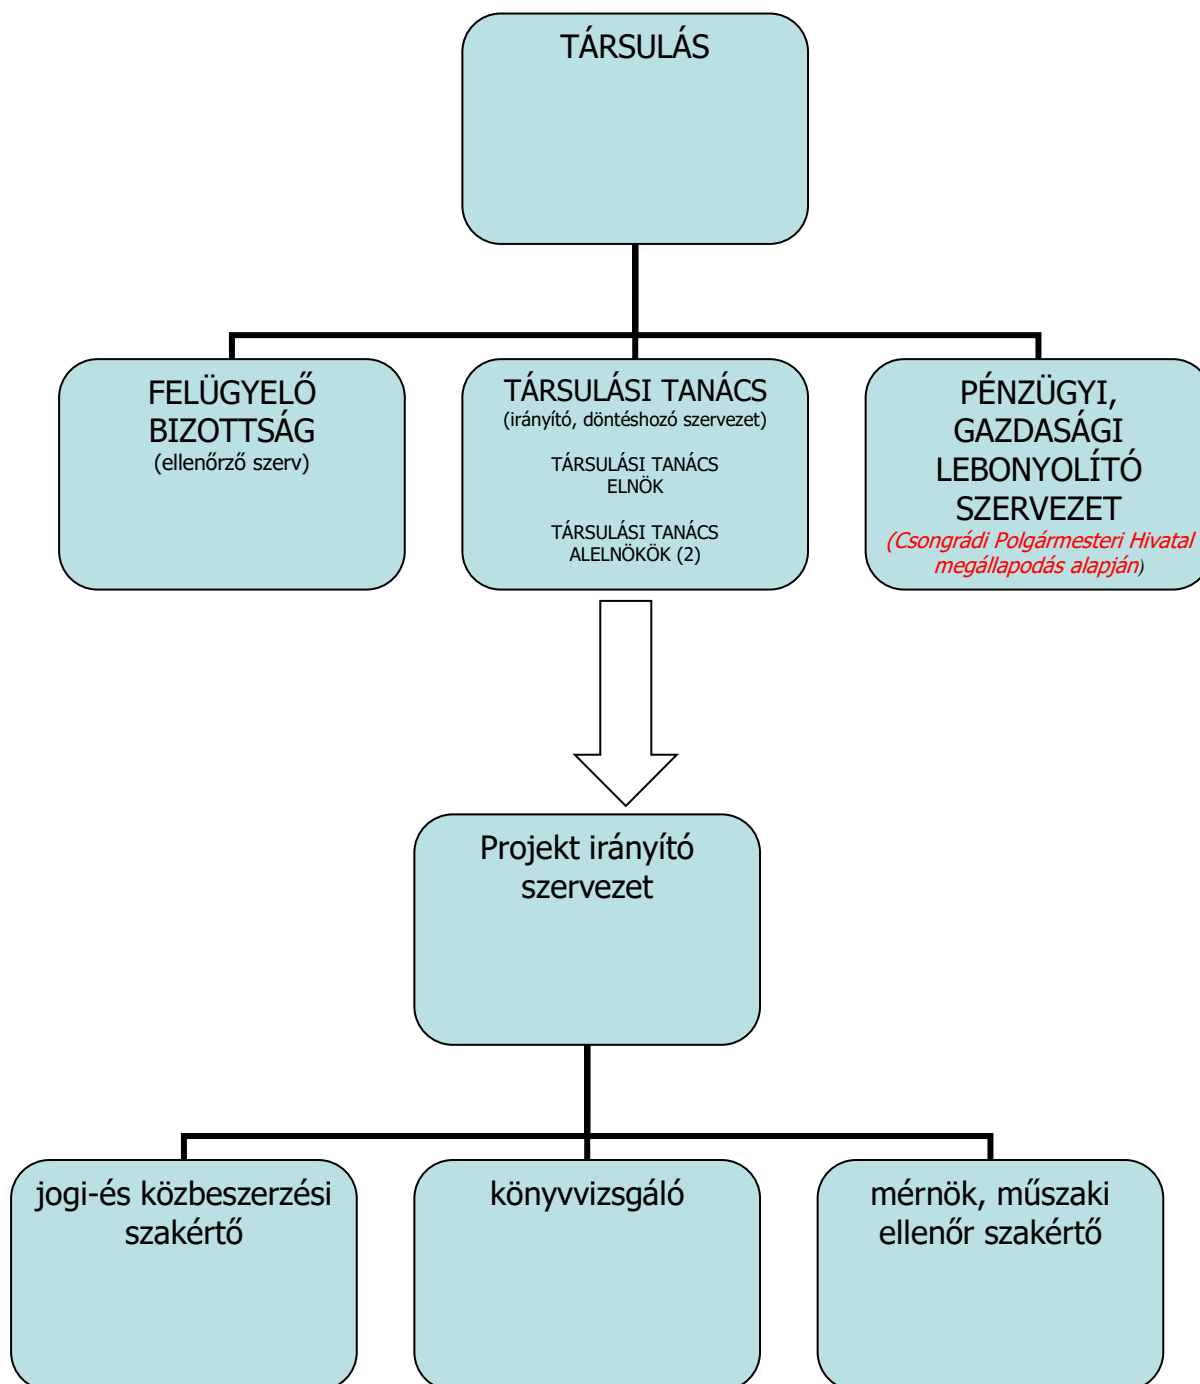 TÁRSULÁS
FELÜGYELŐ
BIZOTTSÁG
(ellenőrző szerv)
TÁRSULÁSI TANÁCS
(irányító, döntéshozó szervezet)
TÁRSULÁSI TANÁCS
ELNÖK
TÁRSULÁSI TANÁCS
ALELNÖKÖK (2)
PÉNZÜGYI,
GAZDASÁGI
LEBONYOLÍTÓ
SZERVEZET
(Csongrádi Polgármesteri Hivatal
megállapodás alapján)
Projekt irányító
szervezet
jogi-és közbeszerzési
szakértő
könyvvizsgáló
mérnök, műszaki
ellenőr szakértő